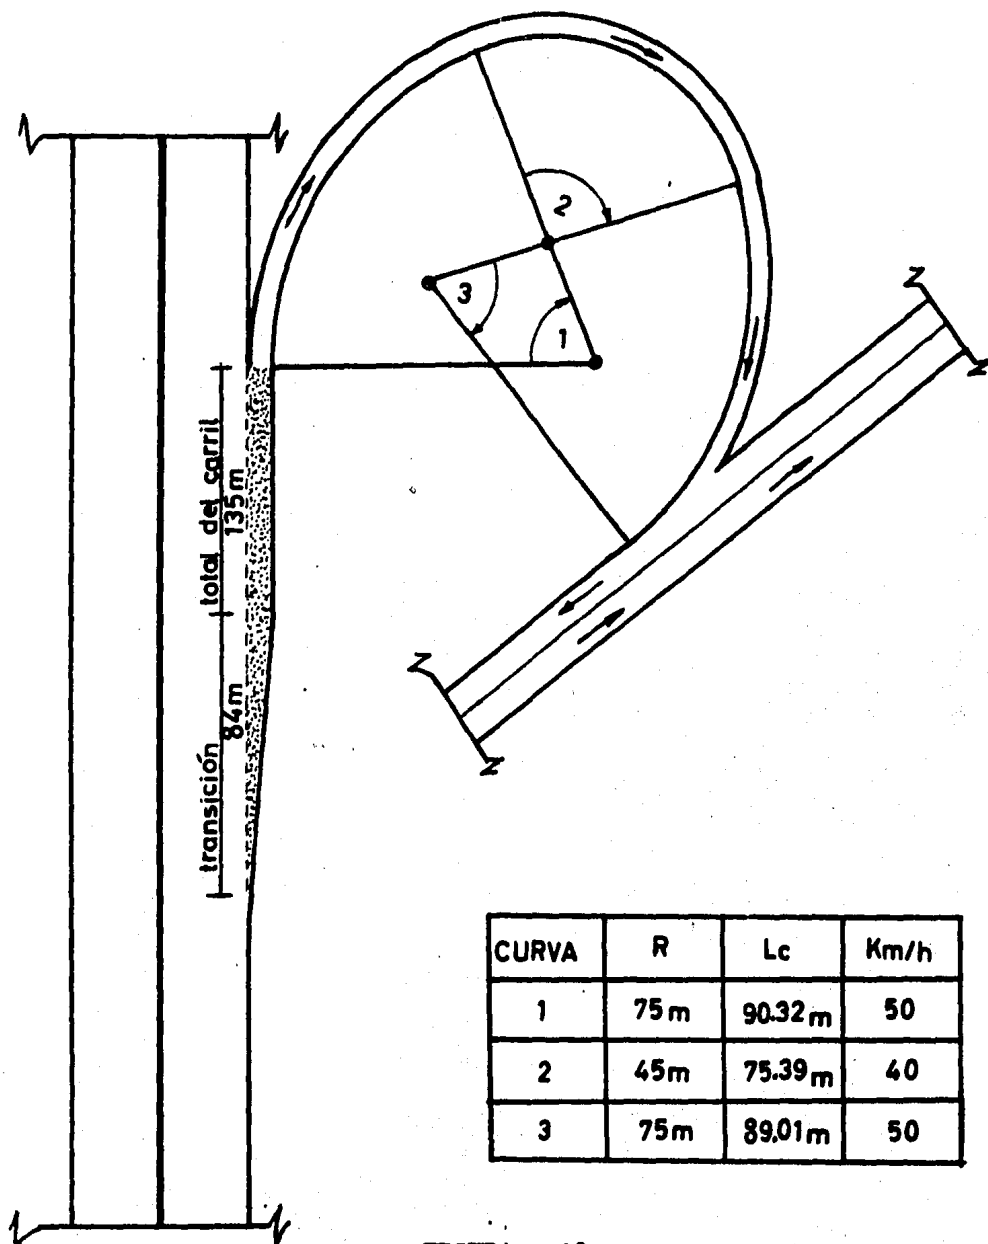 2
3
1
total del carril
135m
transición
84m
CURVA R Lc Km/h
1 75m 90.32m 50
2 45m 75.39m 40
3 75m 89.01m 50